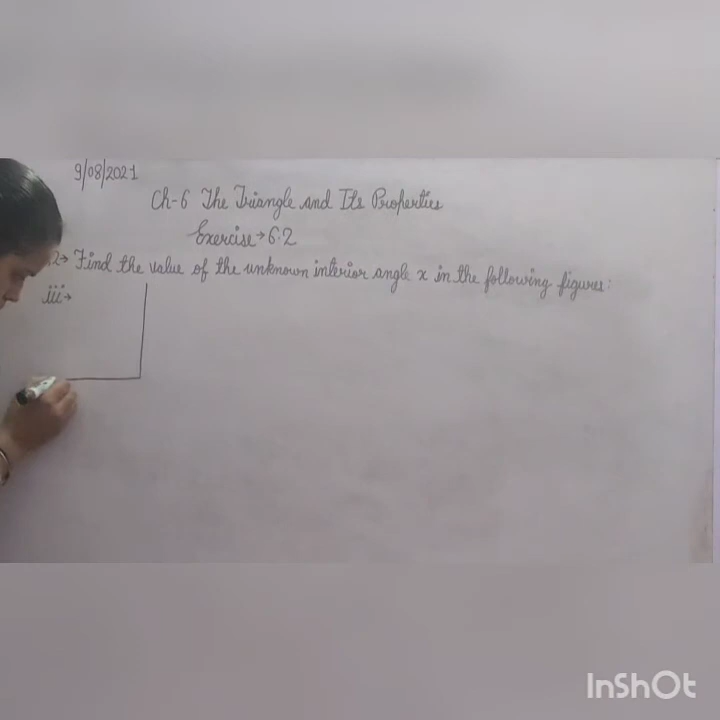 9/08/2021
Ch-6 The Triangle and Its Properties
Exercise→6.2
2→ Find the value of the unknown interior angle x in the following figures:
iii→
InShOt